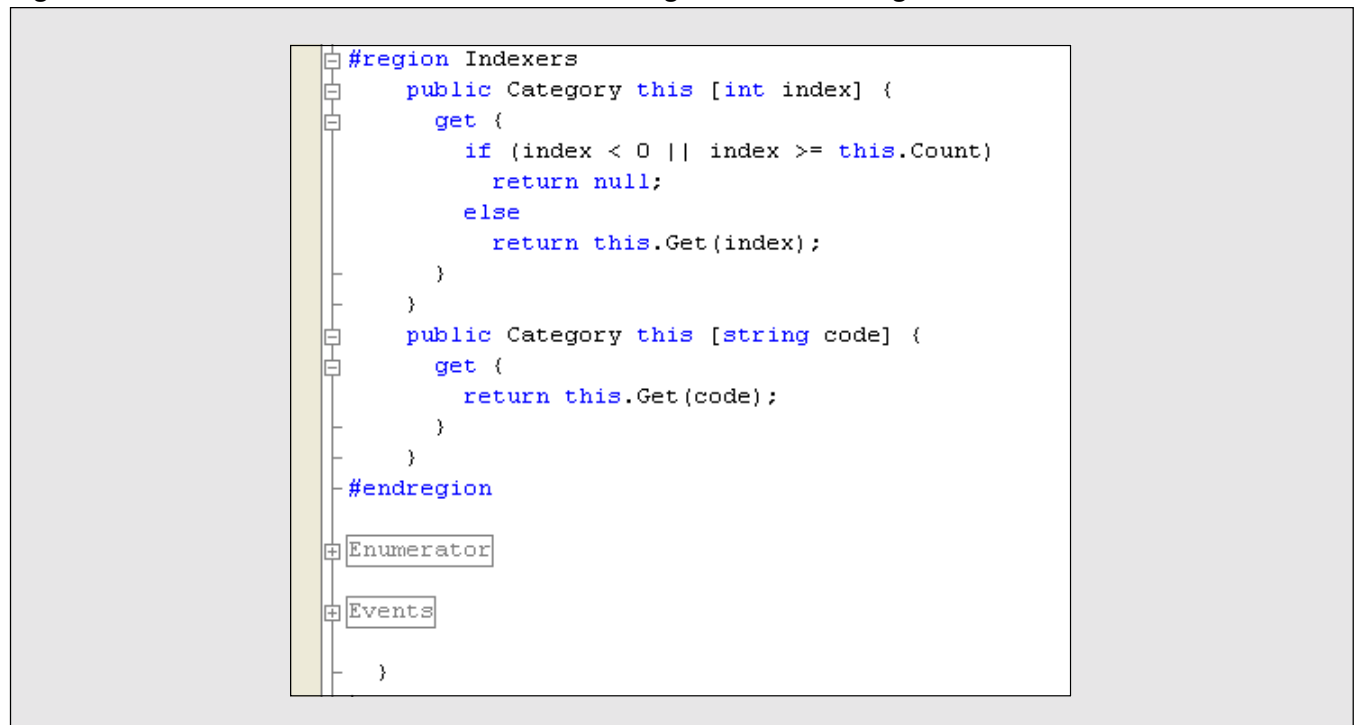 #region Indexers
public Category this [int index] {
get {
if (index < 0 || index >= this.Count)
return null;
else
return this.Get(index);
}
}
public Category this [string code] {
get {
return this.Get(code);
}
}
#endregion
Enumerator
Events
}